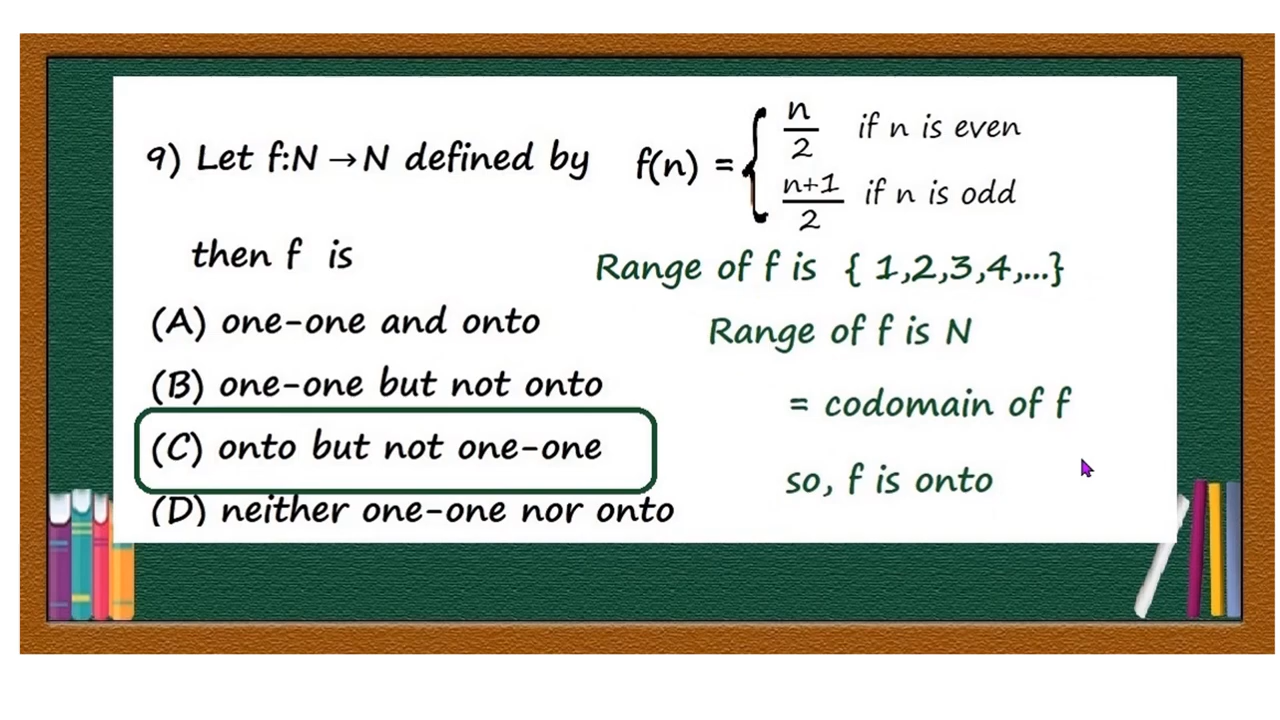 9) Let f:N→N defined by f(n) = { n/2 if n is even
(n+1)/2 if n is odd
then f is
Range of f is { 1,2,3,4,...}
(A) one-one and onto
Range of f is N
(B) one-one but not onto
= codomain of f
(C) onto but not one-one
so, f is onto
(D) neither one-one nor onto